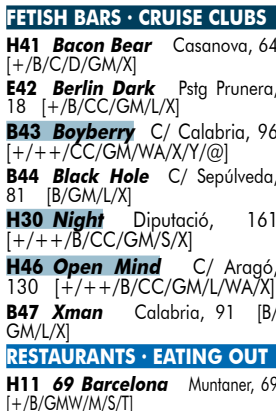 FETISH BARS · CRUISE CLUBS
H41 Bacon Bear Casanova, 64
[+/B/C/D/GM/X]
E42 Berlin Dark Pstg Prunera,
18 [+/B/CC/GM/L/X]
B43 Boyberry C/ Calabria, 96
[+/++/CC/GM/WA/X/Y/@]
B44 Black Hole C/ Sepúlveda,
81 [B/GM/L/X]
H30 Night Diputació, 161
[+/++/B/CC/GM/S/X]
H46 Open Mind C/ Aragó,
130 [+/++/B/CC/GM/L/WA/X]
B47 Xman Calabria, 91 [B/
GM/L/X]
RESTAURANTS · EATING OUT
H11 69 Barcelona Muntaner, 69
[+/B/GMW/M/S/T]